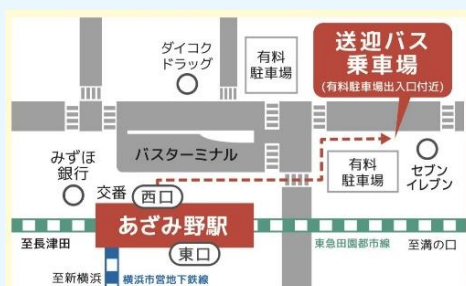 ダイコク
ドラッグ
有料
駐車場
送迎バス
乗車場
(有料駐車場出入口付近)
バスターミナル
みずほ
銀行
交番
西口
有料
駐車場
セブン
イレブン
あざみ野駅
東口
至長津田
東急田園都市線
至溝の口
至新横浜
横浜市営地下鉄線